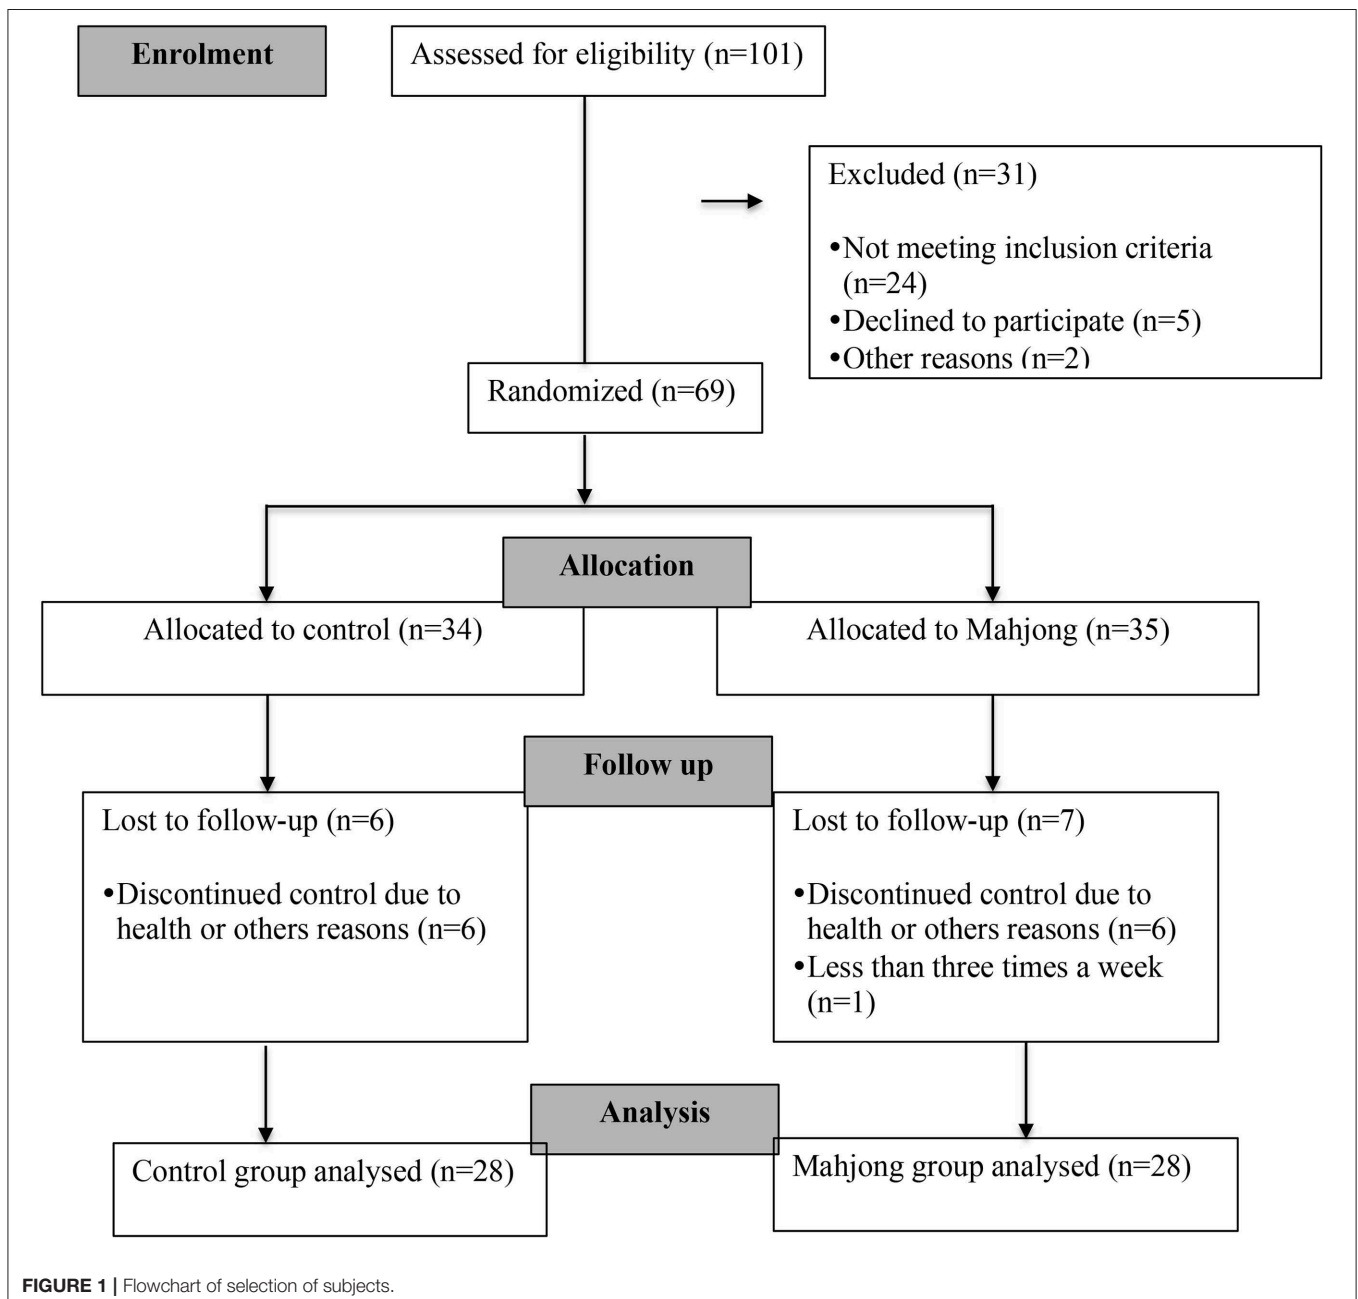 Enrolment
Assessed for eligibility (n=101)
Excluded (n=31)
•Not meeting inclusion criteria
(n=24)
•Declined to participate (n=5)
•Other reasons (n=2)
Randomized (n=69)
Allocation
Allocated to control (n=34)
Allocated to Mahjong (n=35)
Follow up
Lost to follow-up (n=6)
•Discontinued control due to
health or others reasons (n=6)
Lost to follow-up (n=7)
•Discontinued control due to
health or others reasons (n=6)
•Less than three times a week
(n=1)
Analysis
Control group analysed (n=28)
Mahjong group analysed (n=28)
FIGURE 1 | Flowchart of selection of subjects.